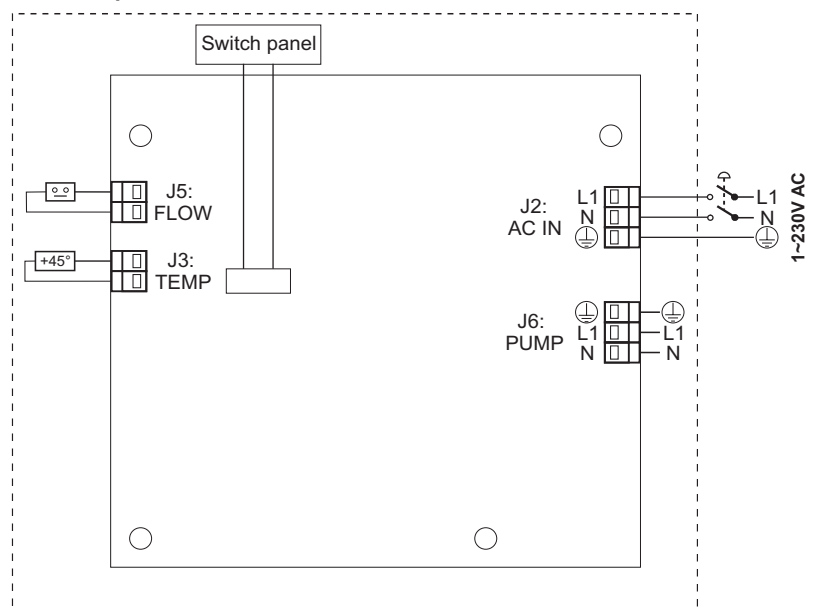 Switch panel
J5:
FLOW
+45°
J3:
TEMP
J2:
AC IN
L1
N
L1
N
1~230V AC
J6:
PUMP
L1
N
L1
N